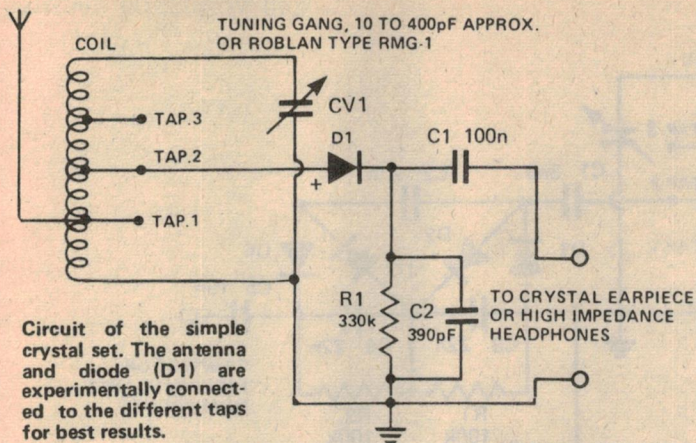 TUNING GANG, 10 TO 400pF APPROX.
OR ROBLAN TYPE RMG-1
COIL
CV1
TAP.3
D1
C1 100n
TAP.2
+
TAP.1
R1
330k
C2
390pF
TO CRYSTAL EARPIECE
OR HIGH IMPEDANCE
HEADPHONES
Circuit of the simple
crystal set. The antenna
and diode (D1) are
experimentally connect-
ed to the different taps
for best results.